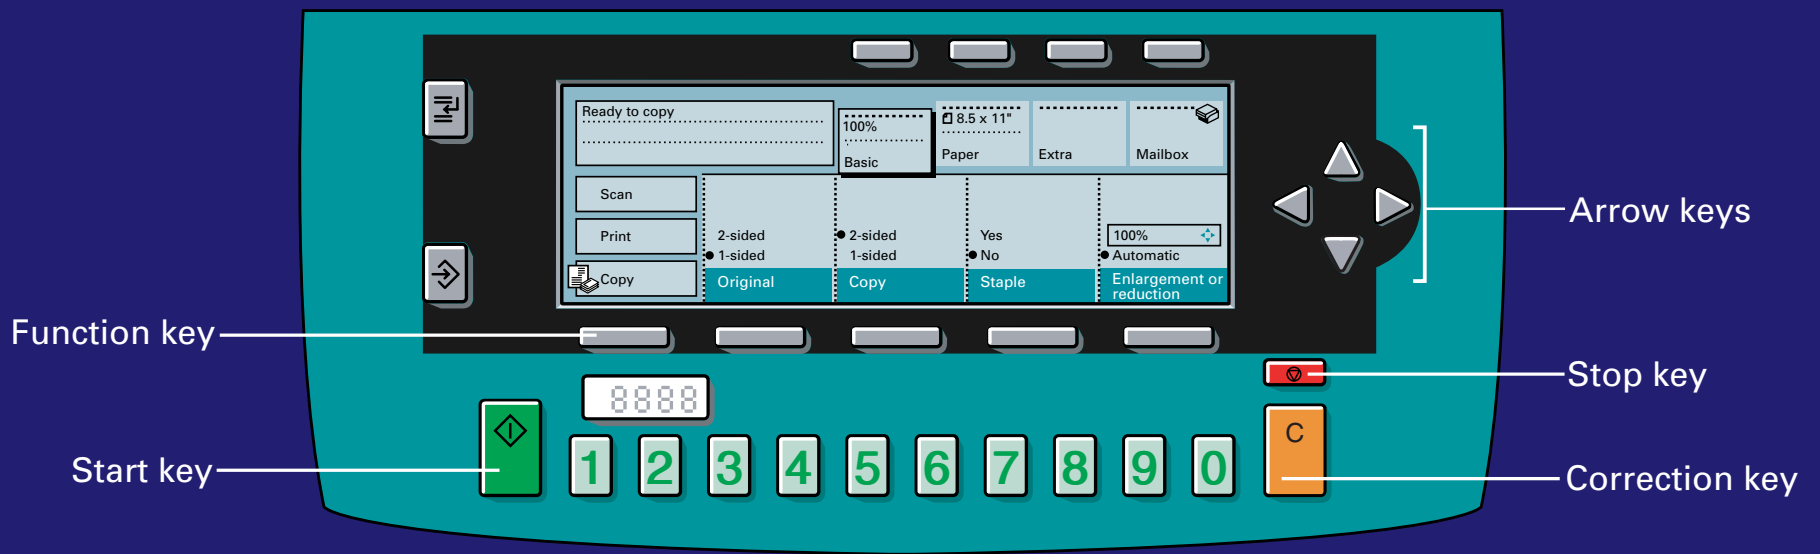 Ready to copy
100%
Basic
8.5 x 11"
Paper
Extra
Mailbox
Scan
Print
Copy
2-sided
1-sided
Original
2-sided
1-sided
Copy
Yes
No
Staple
100%
Automatic
Enlargement or
reduction
Arrow keys
Function key
Stop key
8888
C
Start key
1 2 3 4 5 6 7 8 9 0
Correction key